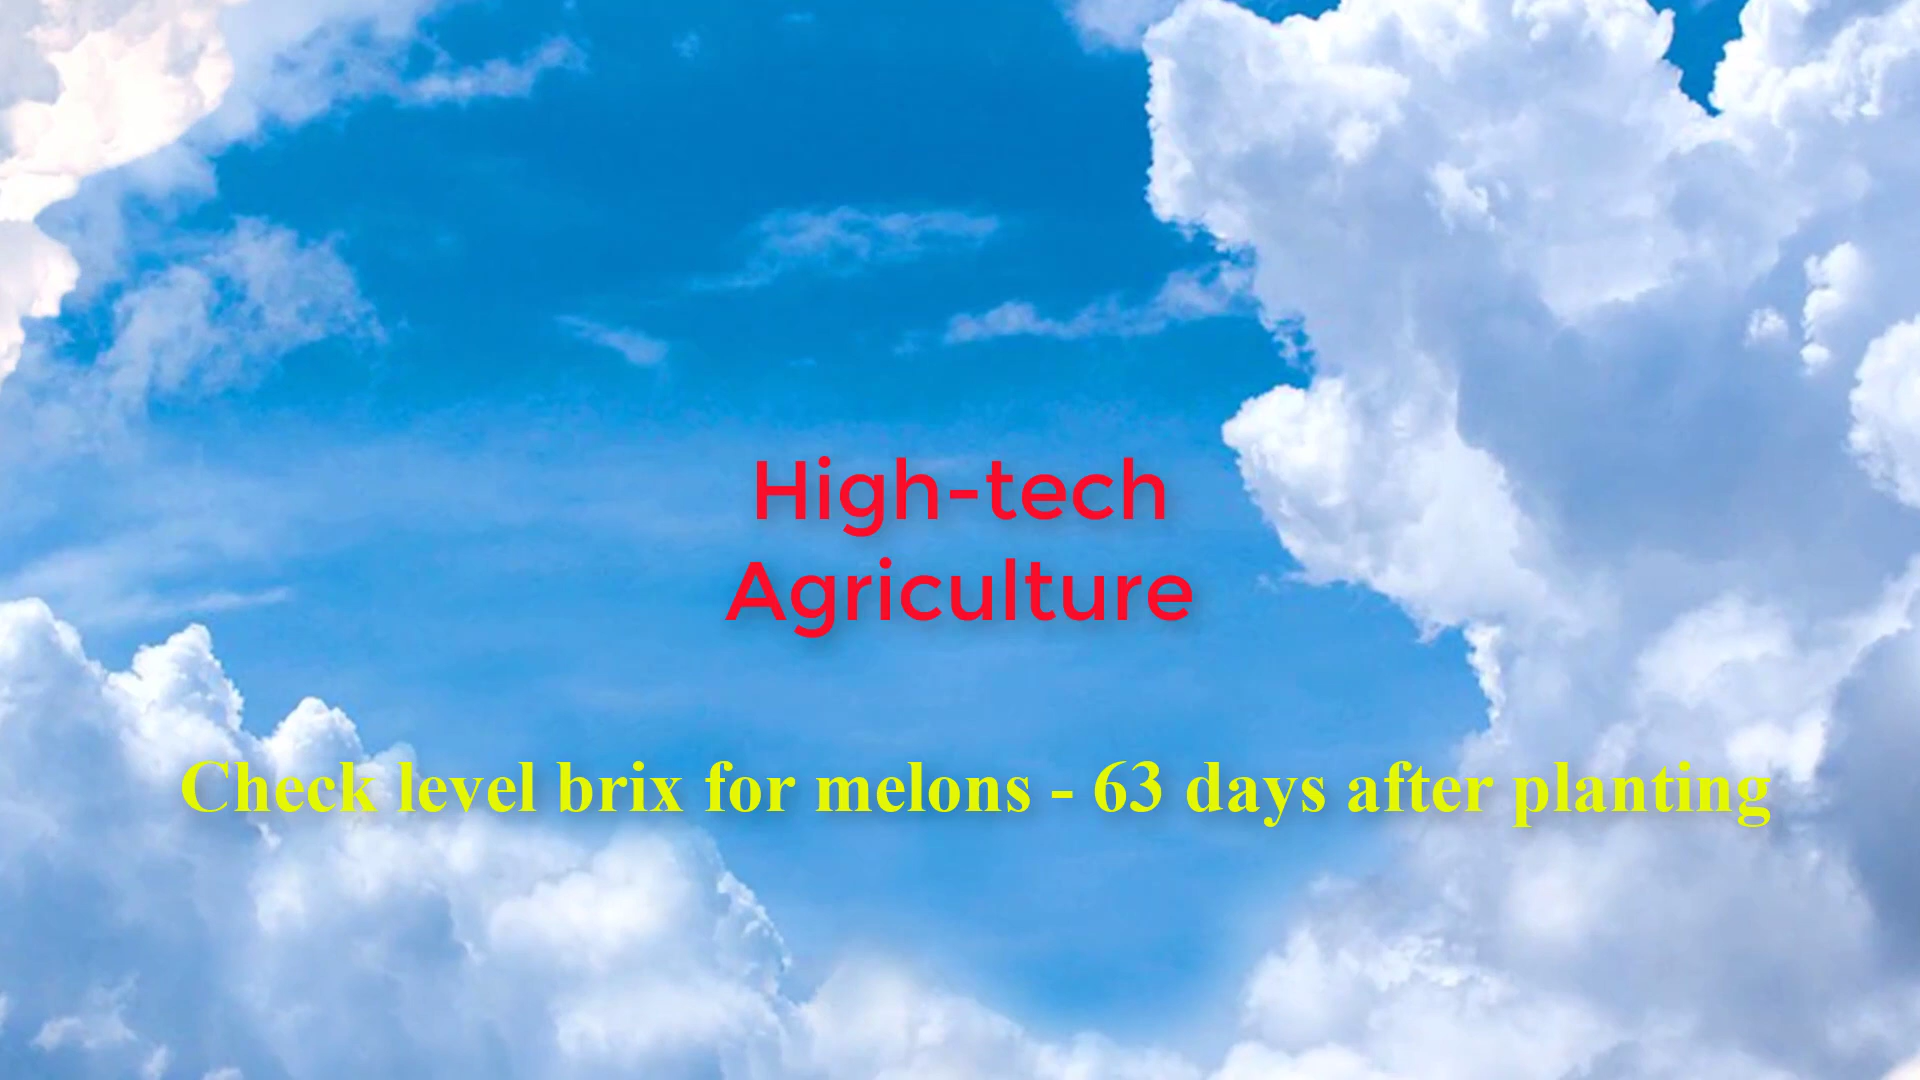 High-tech
Agriculture
Check level brix for melons - 63 days after planting